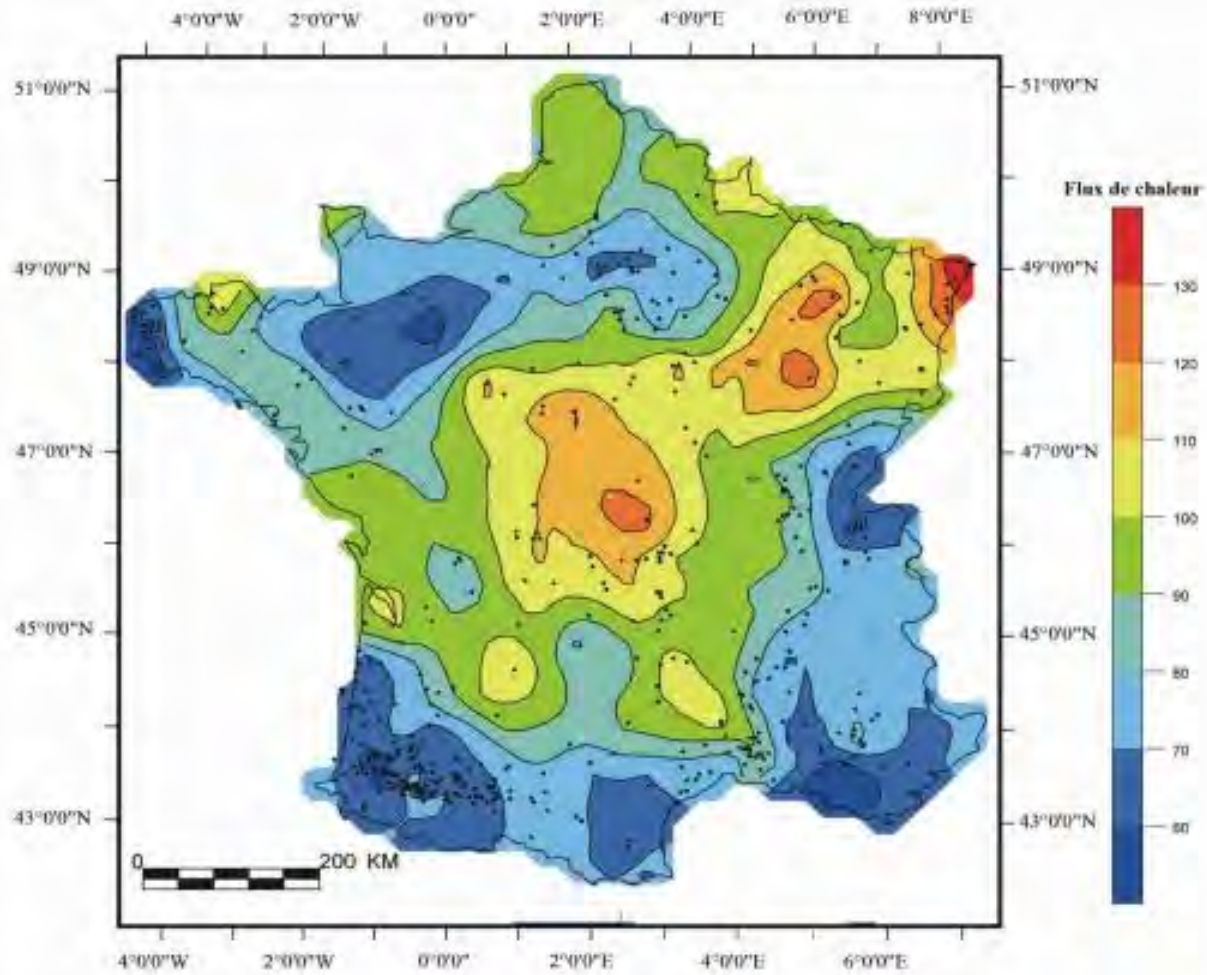 4°0'0"W 2°0'0"W 0°0'0" 2°0'0"E 4°0'0"E 6°0'0"E 8°0'0"E
51°0'0"N 51°0'0"N
Flux de chaleur
49°0'0"N 49°0'0"N
130
120
110
47°0'0"N 47°0'0"N
100
90
45°0'0"N 45°0'0"N
80
70
43°0'0"N 43°0'0"N
60
0 200 KM
4°0'0"W 2°0'0"W 0°0'0" 2°0'0"E 4°0'0"E 6°0'0"E